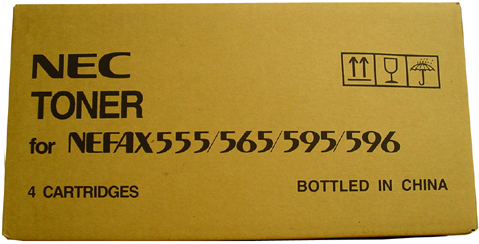 NEC
TONER
for NEFAX555/565/595/596
4 CARTRIDGES
BOTTLED IN CHINA